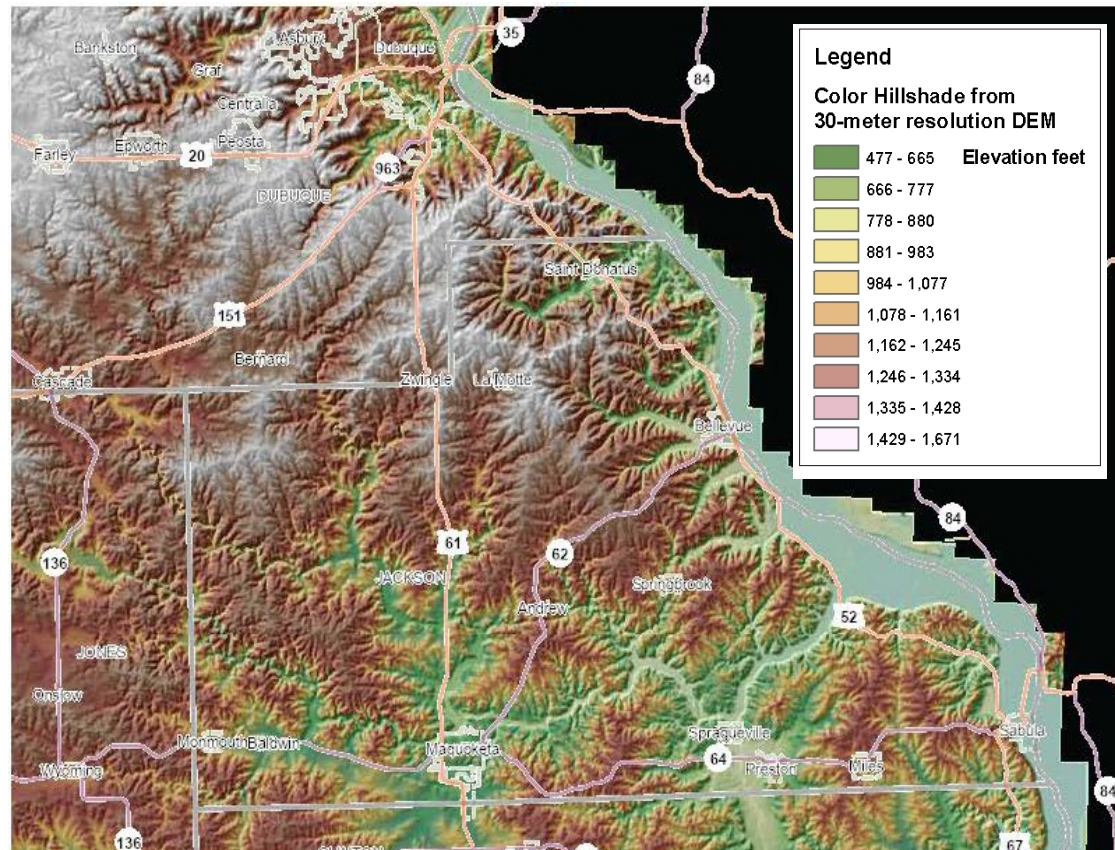 35
Asbury
Dubuque
Bankston
Graf
84
Centralia
Farley
Epworth
Peosta
20
963
DUBUQUE
Saint Donatus
151
Bernard
Cascade
Zwingle
La Motte
Bellevue
84
61
62
136
JACKSON
Springbrook
Andrew
52
JONES
Onslow
Monmouth
Baldwin
Maquoketa
Spragueville
Sabula
64
Preston
Miles
Wyoming
84
136
67
Legend
Color Hillshade from
30-meter resolution DEM
477 - 665 Elevation feet
666 - 777
778 - 880
881 - 983
984 - 1,077
1,078 - 1,161
1,162 - 1,245
1,246 - 1,334
1,335 - 1,428
1,429 - 1,671